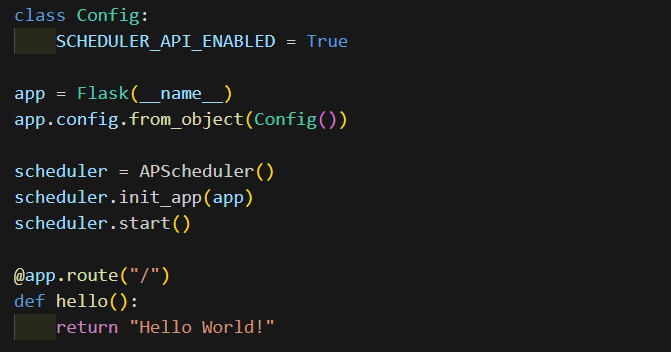 class Config:
    SCHEDULER_API_ENABLED = True

app = Flask(__name__)
app.config.from_object(Config())

scheduler = APScheduler()
scheduler.init_app(app)
scheduler.start()

@app.route("/")
def hello():
    return "Hello World!"